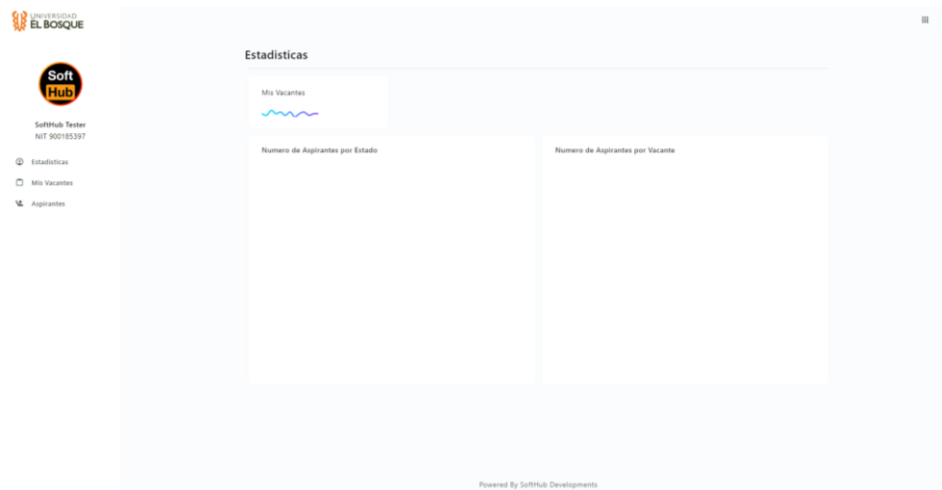 UNIVERSIDAD
EL BOSQUE
Soft
Hub
SoftHub Tester
NIT 900185397
Estadisticas
Mis Vacantes
Aspirantes
Estadisticas
Mis Vacantes
Numero de Aspirantes por Estado
Numero de Aspirantes por Vacante
Powered By SoftHub Developments